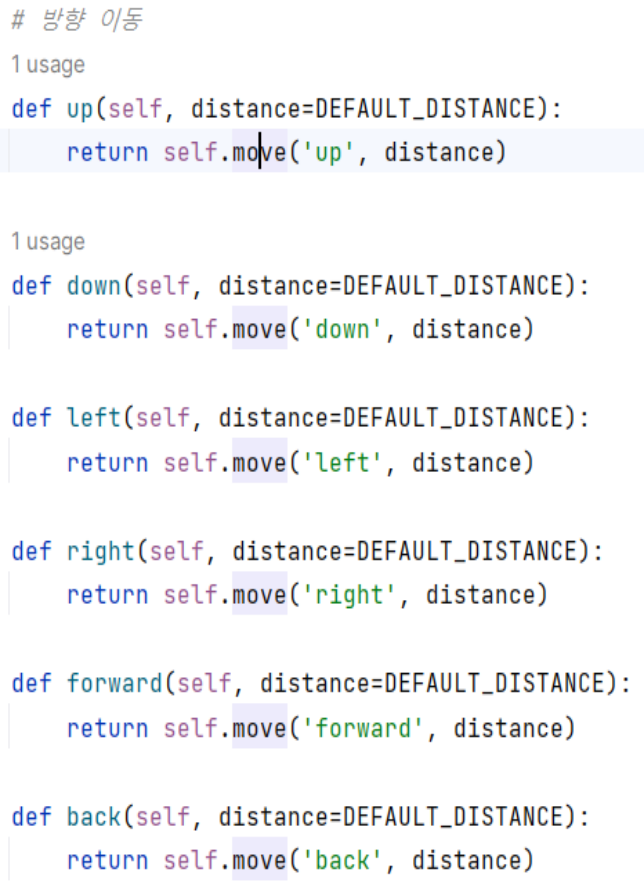 # 방향 이동
1 usage
def up(self, distance=DEFAULT_DISTANCE):
    return self.move('up', distance)
1 usage
def down(self, distance=DEFAULT_DISTANCE):
    return self.move('down', distance)
def left(self, distance=DEFAULT_DISTANCE):
    return self.move('left', distance)
def right(self, distance=DEFAULT_DISTANCE):
    return self.move('right', distance)
def forward(self, distance=DEFAULT_DISTANCE):
    return self.move('forward', distance)
def back(self, distance=DEFAULT_DISTANCE):
    return self.move('back', distance)